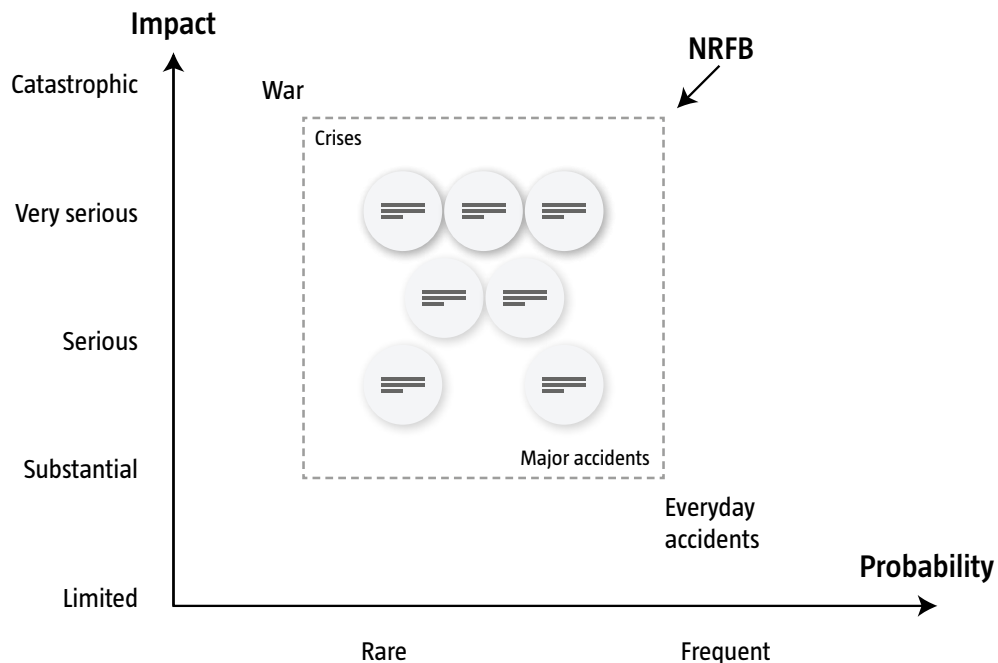 Impact
NRFB
Catastrophic
War
Crises
Very serious
Serious
Substantial
Major accidents
Everyday
accidents
Probability
Limited
Rare
Frequent